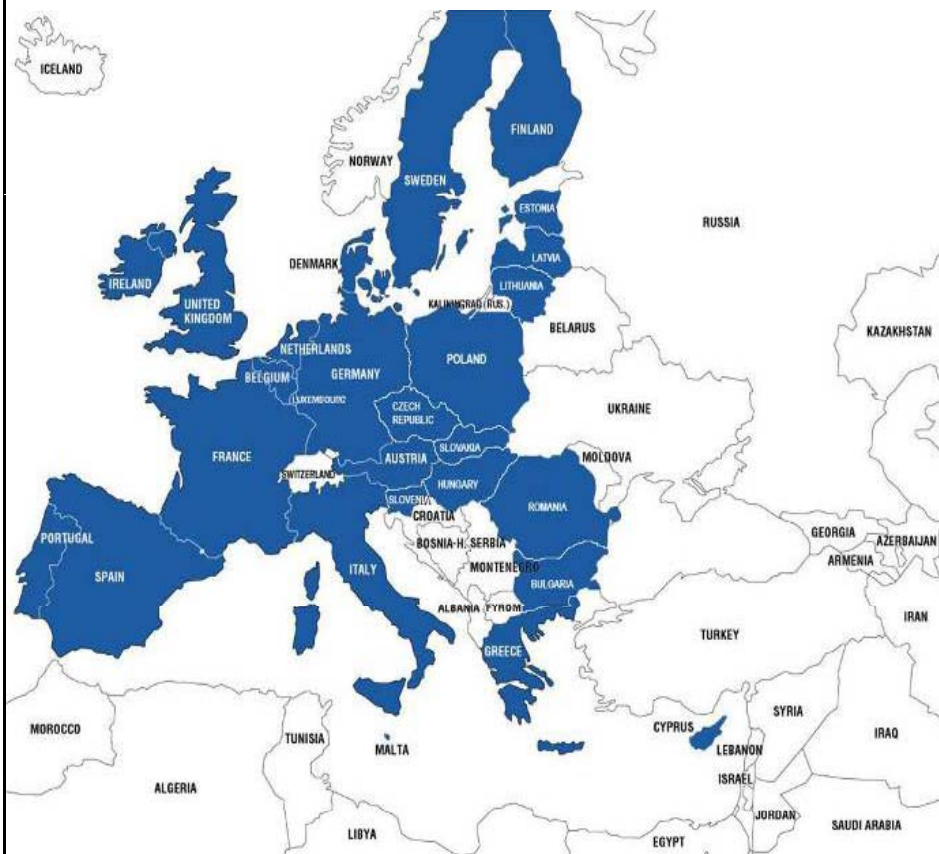 ICELAND
FINLAND
NORWAY
SWEDEN
ESTONIA
RUSSIA
DENMARK
LATVIA
IRELAND
LITHUANIA
UNITED
KINGDOM
KALININGRAD (RUS.)
BELARUS
KAZAKHSTAN
NETHERLANDS
POLAND
BELGIUM
GERMANY
LUXEMBOURG
CZECH
REPUBLIC
UKRAINE
SLOVAKIA
FRANCE
AUSTRIA
MOLDOVA
SWITZERLAND
HUNGARY
SLOVENIA
ROMANIA
CROATIA
GEORGIA
PORTUGAL
BOSNIA-H.
SERBIA
AZERBAIJAN
ARMENIA
SPAIN
ITALY
MONTENEGRO
BULGARIA
ALBANIA
FYROM
IRAN
TURKEY
GREECE
SYRIA
MOROCCO
CYPRUS
IRAQ
TUNISIA
MALTA
LEBANON
ISRAEL
ALGERIA
JORDAN
SAUDI ARABIA
LIBYA
EGYPT